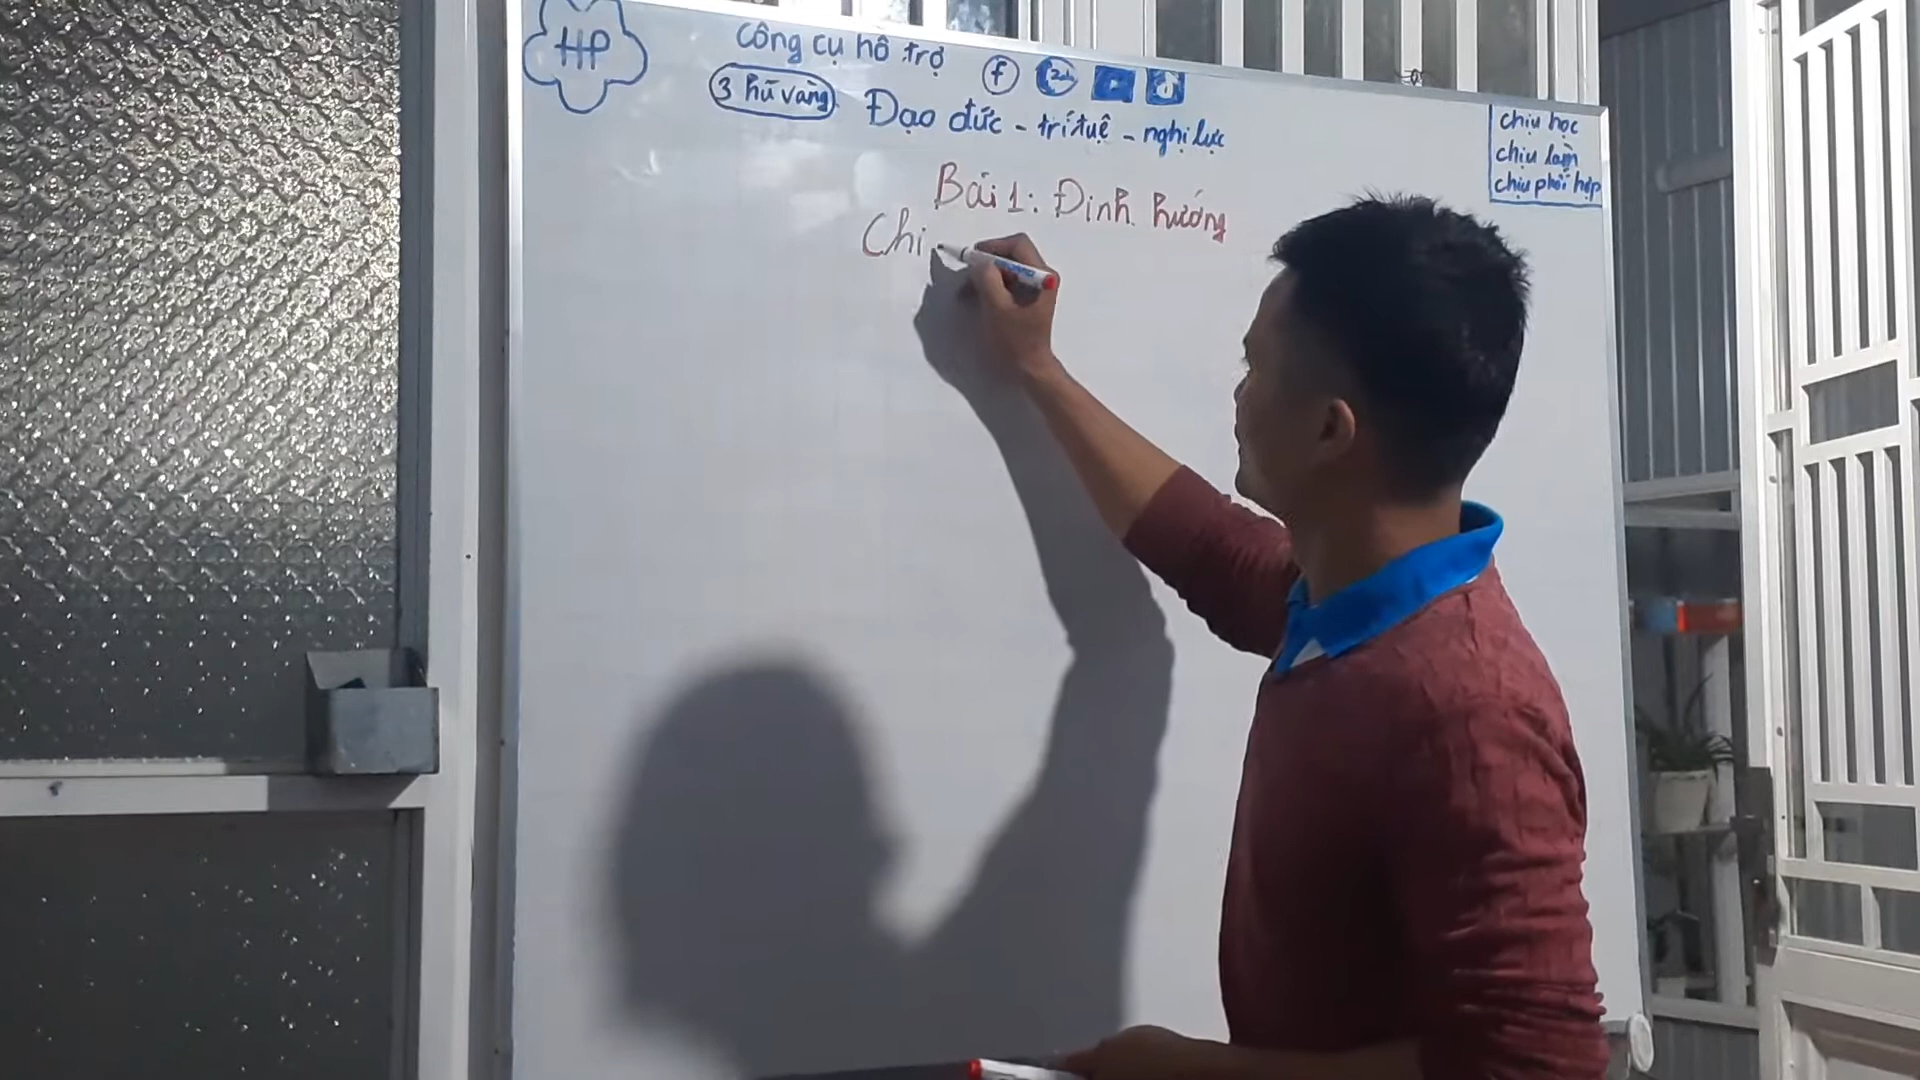 HP
Công cụ hỗ trợ
f Zalo
3 hũ vàng Đạo đức - trí tuệ - nghị lực
chịu học
chịu làm
chịu phối hợp
Bài 1: Định hướng
Chi